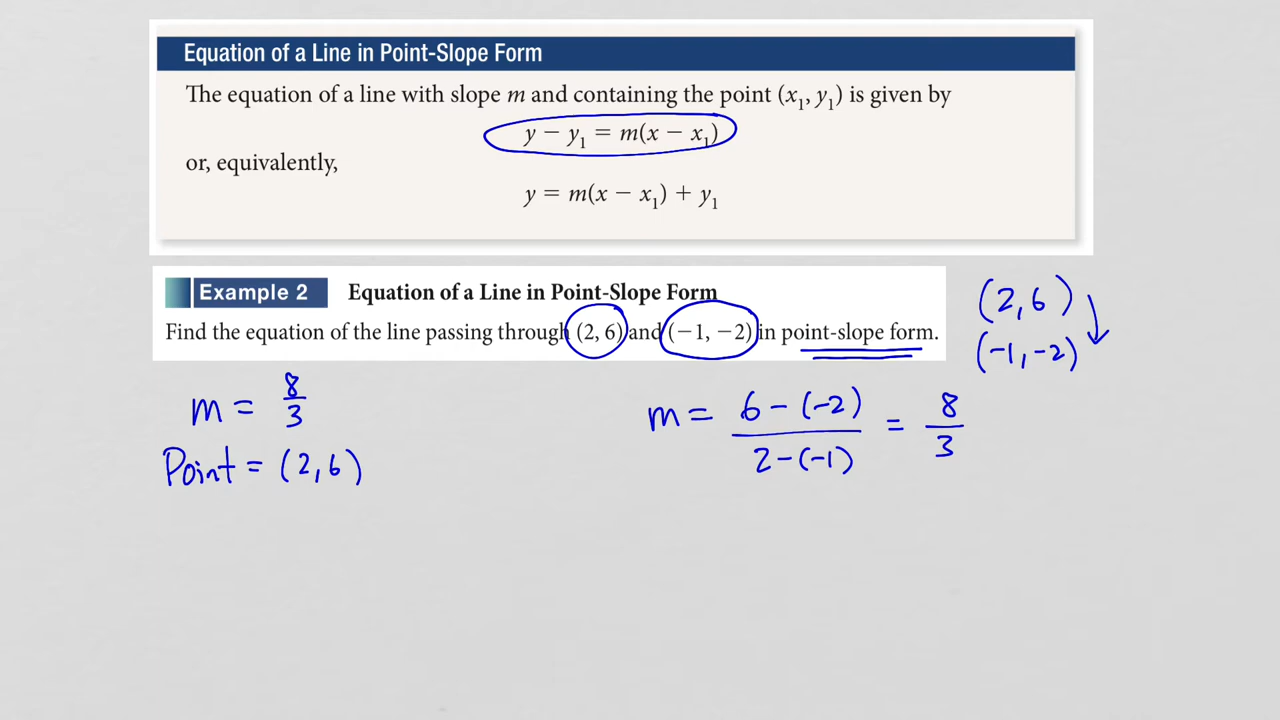 Equation of a Line in Point-Slope Form
The equation of a line with slope m and containing the point (x₁, y₁) is given by
y − y₁ = m(x − x₁)
or, equivalently,
y = m(x − x₁) + y₁
Example 2 Equation of a Line in Point-Slope Form
Find the equation of the line passing through (2, 6) and (−1, −2) in point-slope form.
(2, 6)
(-1, -2)
m = 8/3
Point = (2, 6)
m = 6 - (-2) / 2 - (-1) = 8/3